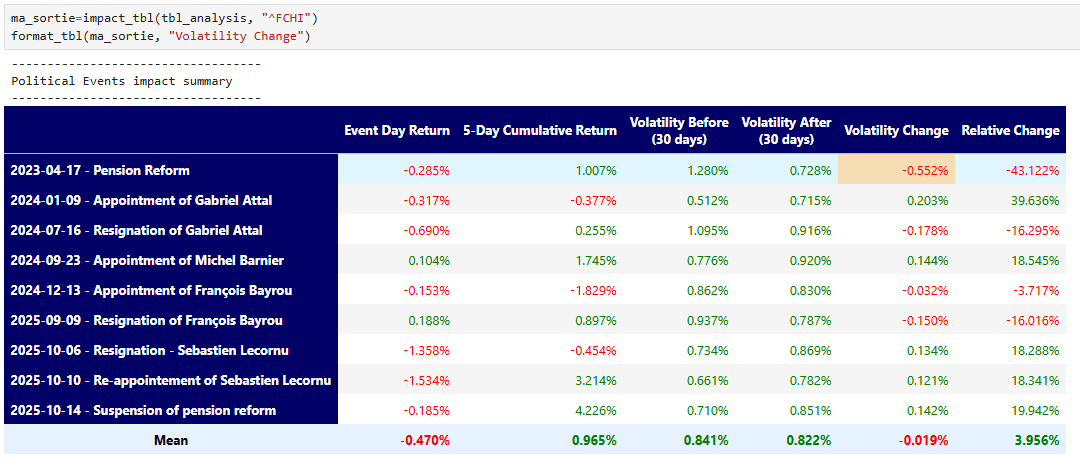 ma_sortie=impact_tbl(tbl_analysis, "^FCHI")
format_tbl(ma_sortie, "Volatility Change")
-----------------------------------
Political Events impact summary
-----------------------------------
Event Day Return 5-Day Cumulative Return Volatility Before (30 days) Volatility After (30 days) Volatility Change Relative Change
2023-04-17 - Pension Reform -0.285% 1.007% 1.280% 0.728% -0.552% -43.122%
2024-01-09 - Appointment of Gabriel Attal -0.317% -0.377% 0.512% 0.715% 0.203% 39.636%
2024-07-16 - Resignation of Gabriel Attal -0.690% 0.255% 1.095% 0.916% -0.178% -16.295%
2024-09-23 - Appointment of Michel Barnier 0.104% 1.745% 0.776% 0.920% 0.144% 18.545%
2024-12-13 - Appointment of François Bayrou -0.153% -1.829% 0.862% 0.830% -0.032% -3.717%
2025-09-09 - Resignation of François Bayrou 0.188% 0.897% 0.937% 0.787% -0.150% -16.016%
2025-10-06 - Resignation - Sebastien Lecornu -1.358% -0.454% 0.734% 0.869% 0.134% 18.288%
2025-10-10 - Re-appointement of Sebastien Lecornu -1.534% 3.214% 0.661% 0.782% 0.121% 18.341%
2025-10-14 - Suspension of pension reform -0.185% 4.226% 0.710% 0.851% 0.142% 19.942%
Mean -0.470% 0.965% 0.841% 0.822% -0.019% 3.956%